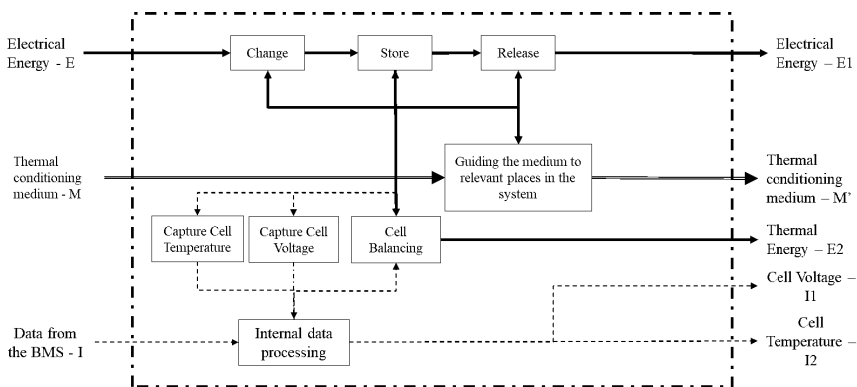 Electrical
Energy - E
Change
Store
Release
Electrical
Energy – E1
Thermal
conditioning
medium - M
Guiding the medium to
relevant places in the
system
Thermal
conditioning
medium – M’
Capture Cell
Temperature
Capture Cell
Voltage
Cell
Balancing
Thermal
Energy – E2
Cell Voltage –
I1
Data from
the BMS - I
Internal data
processing
Cell
Temperature –
I2